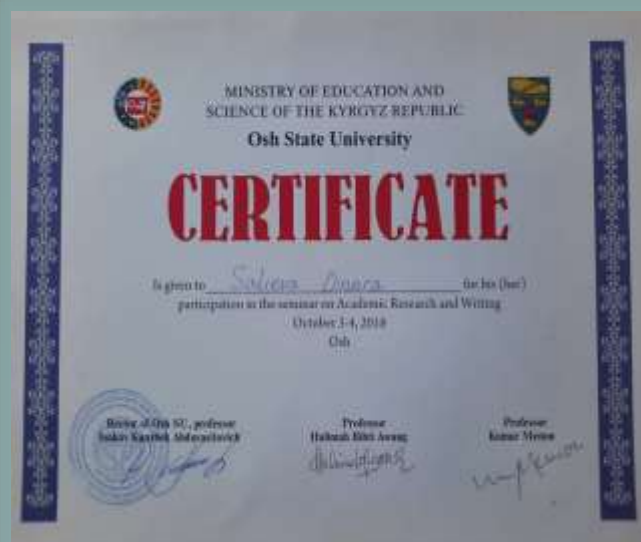 MINISTRY OF EDUCATION AND
SCIENCE OF THE KYRGYZ REPUBLIC
Osh State University
CERTIFICATE
Is given to Salieva Dinara for his (her)
participation in the seminar on Academic Research and Writing
October 3-4, 2018
Osh
Rector of Osh SU, professor
Professor
Professor
Kumar Menon